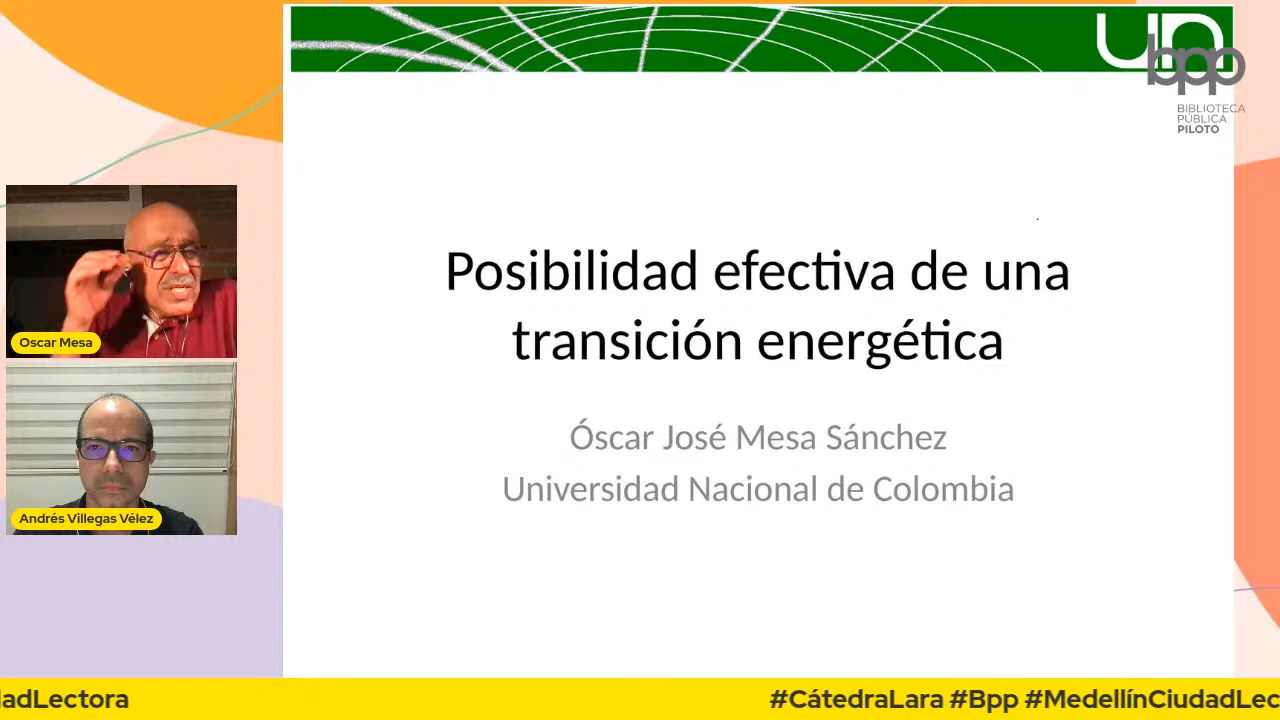 un
bpp
BIBLIOTECA
PÚBLICA
PILOTO
Posibilidad efectiva de una
transición energética
Óscar José Mesa Sánchez
Universidad Nacional de Colombia
Oscar Mesa
Andrés Villegas Vélez
dadLectora
#CátedraLara #Bpp #MedellínCiudadLec